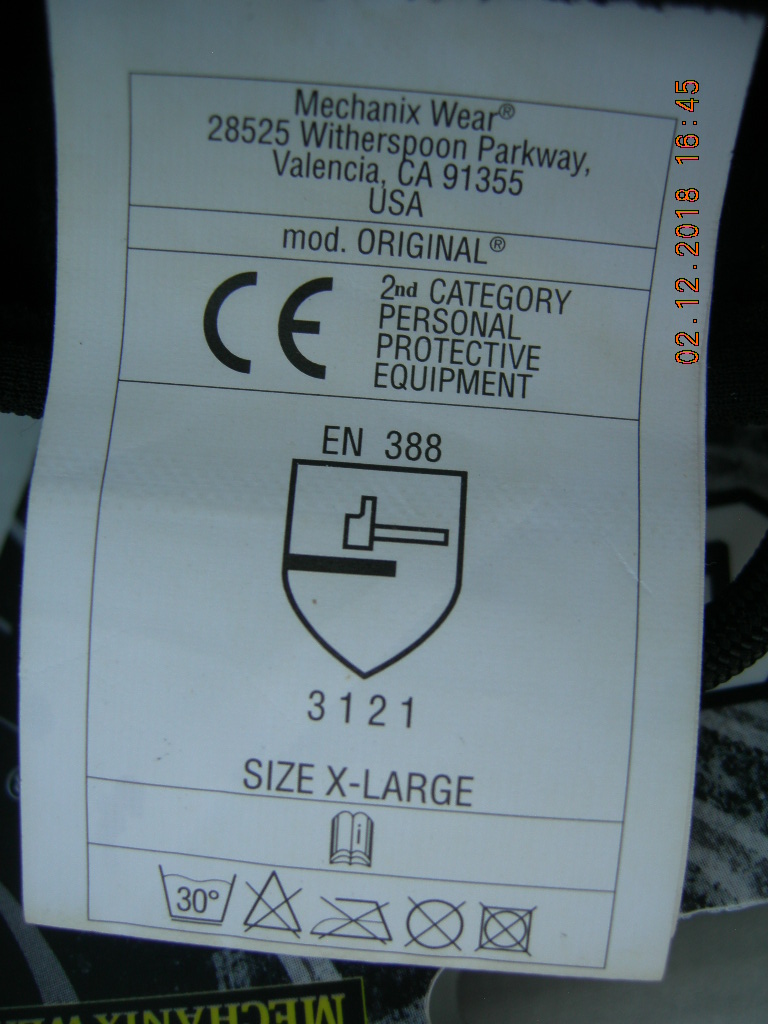 Mechanix Wear®
28525 Witherspoon Parkway,
Valencia, CA 91355
USA
mod. ORIGINAL®
CE
2nd CATEGORY
PERSONAL
PROTECTIVE
EQUIPMENT
EN 388
3121
SIZE X-LARGE
i
30°
02.12.2018 16:45
MECHANIX